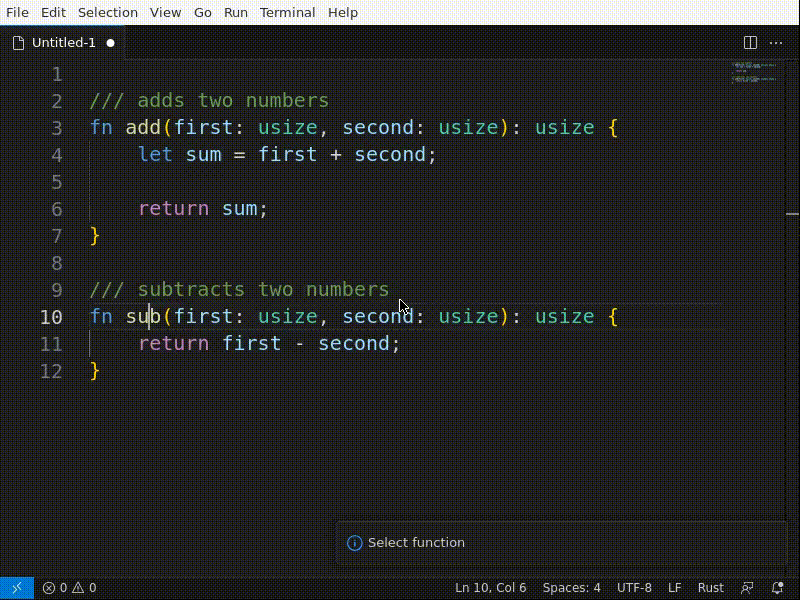 File Edit Selection View Go Run Terminal Help
Untitled-1
1
2 /// adds two numbers
3 fn add(first: usize, second: usize): usize {
4 let sum = first + second;
5
6 return sum;
7 }
8
9 /// subtracts two numbers
10 fn sub(first: usize, second: usize): usize {
11 return first - second;
12 }
Select function
0 0 Ln 10, Col 6 Spaces: 4 UTF-8 LF Rust